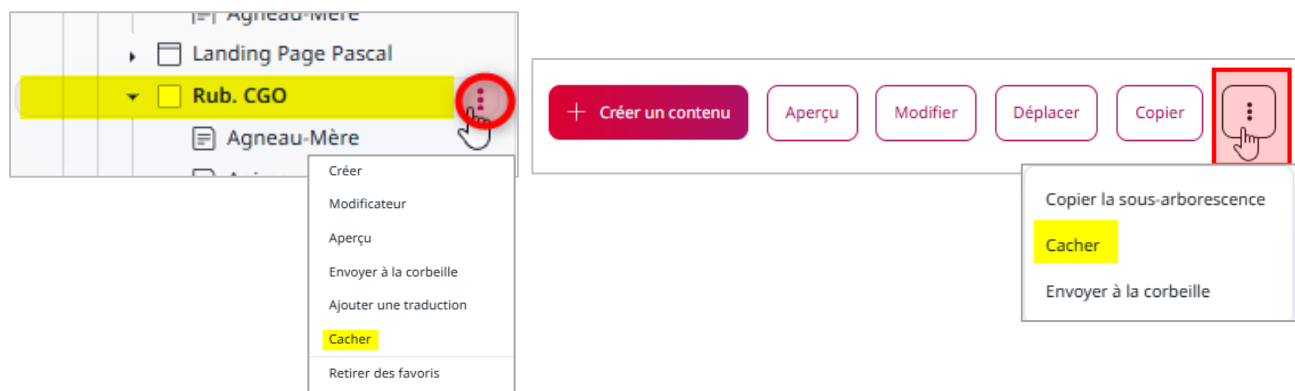 Agneau-Mère
Landing Page Pascal
Rub. CGO
Agneau-Mère
Créer
Modificateur
Aperçu
Envoyer à la corbeille
Ajouter une traduction
Cacher
Retirer des favoris
+ Créer un contenu
Aperçu
Modifier
Déplacer
Copier
Copier la sous-arborescence
Cacher
Envoyer à la corbeille